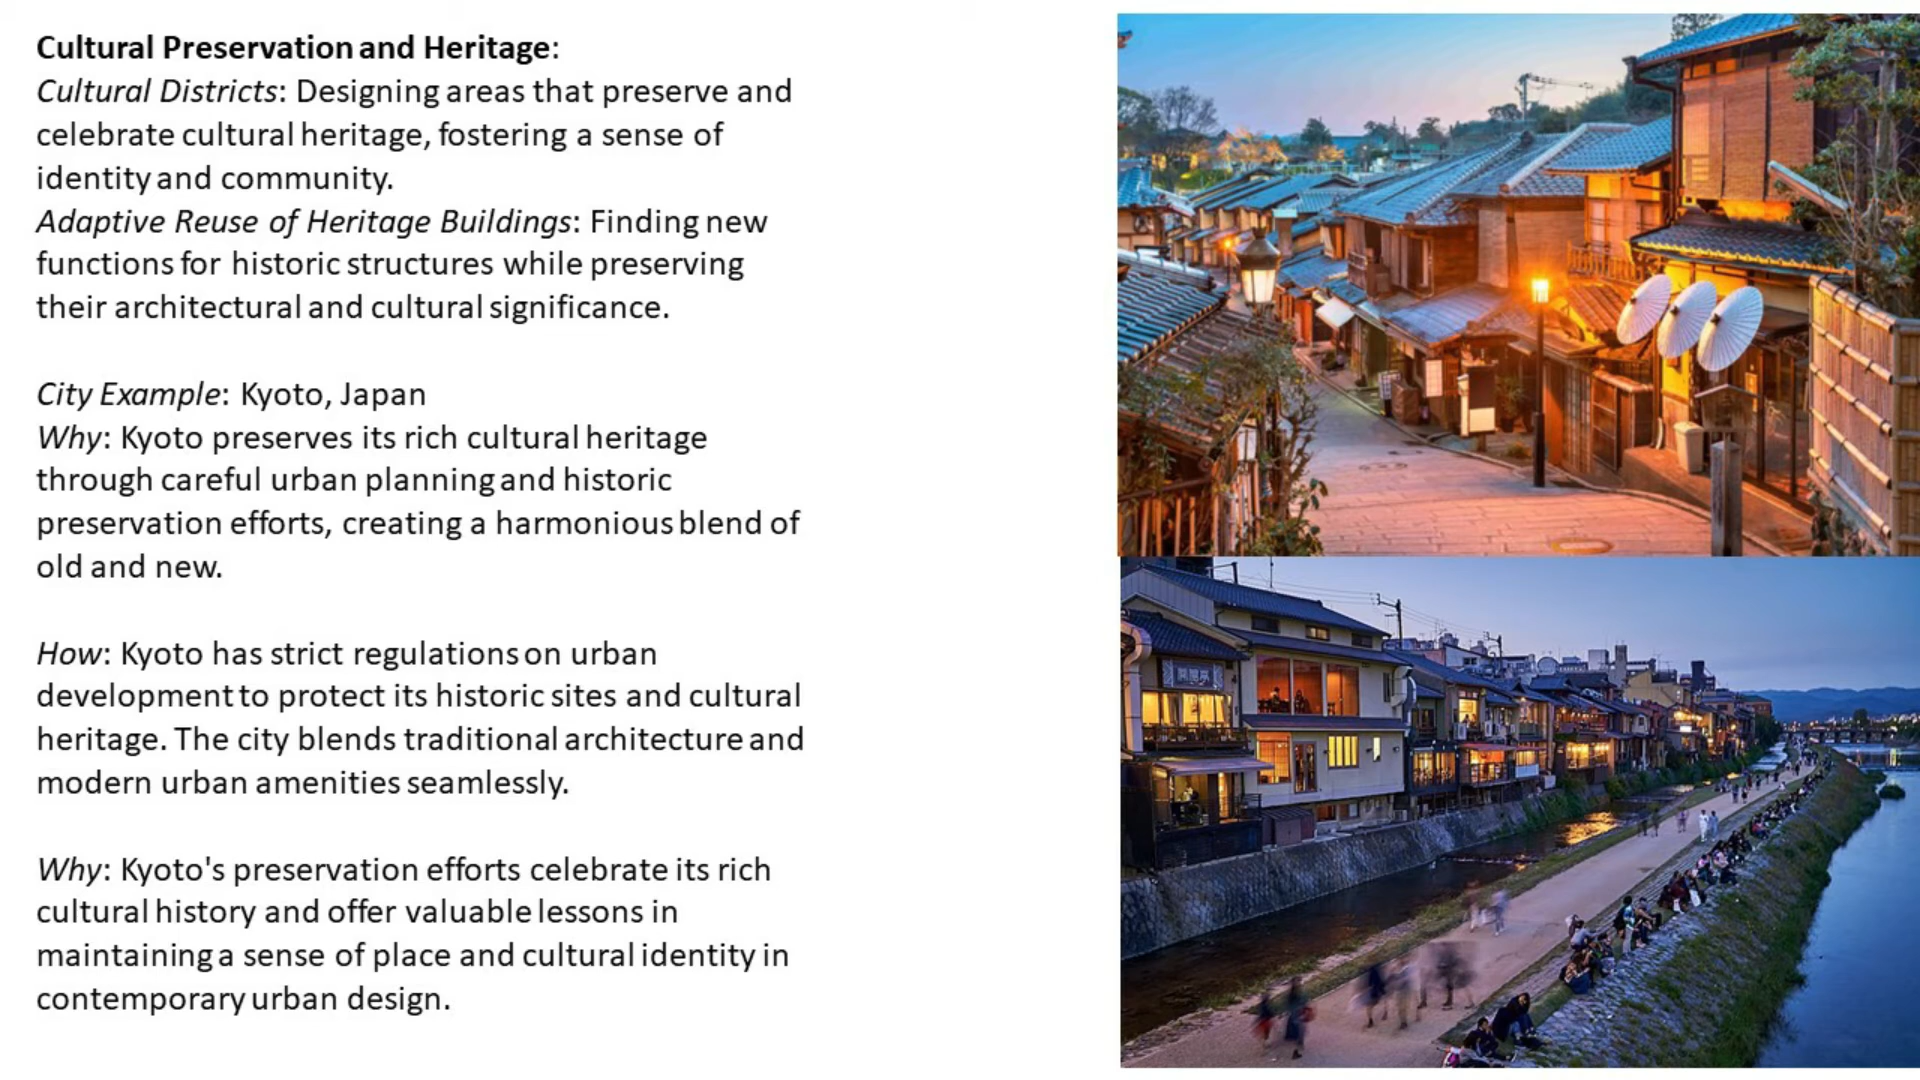 Cultural Preservation and Heritage:
Cultural Districts: Designing areas that preserve and
celebrate cultural heritage, fostering a sense of
identity and community.
Adaptive Reuse of Heritage Buildings: Finding new
functions for historic structures while preserving
their architectural and cultural significance.
City Example: Kyoto, Japan
Why: Kyoto preserves its rich cultural heritage
through careful urban planning and historic
preservation efforts, creating a harmonious blend of
old and new.
How: Kyoto has strict regulations on urban
development to protect its historic sites and cultural
heritage. The city blends traditional architecture and
modern urban amenities seamlessly.
Why: Kyoto's preservation efforts celebrate its rich
cultural history and offer valuable lessons in
maintaining a sense of place and cultural identity in
contemporary urban design.